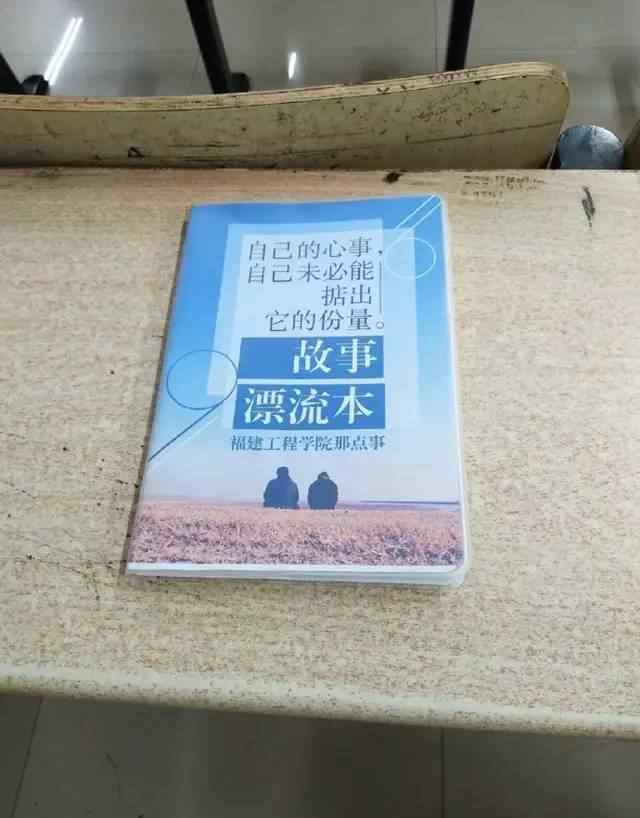 自己的心事，
自己未必能
掂出
它的份量。
故事
漂流本
福建工程学院那点事